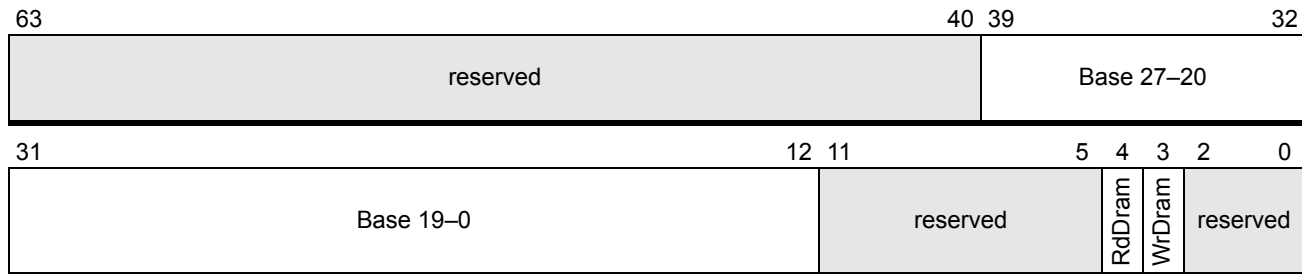 63 40 39 32
reserved Base 27–20
31 12 11 5 4 3 2 0
Base 19–0 reserved RdDram WrDram reserved